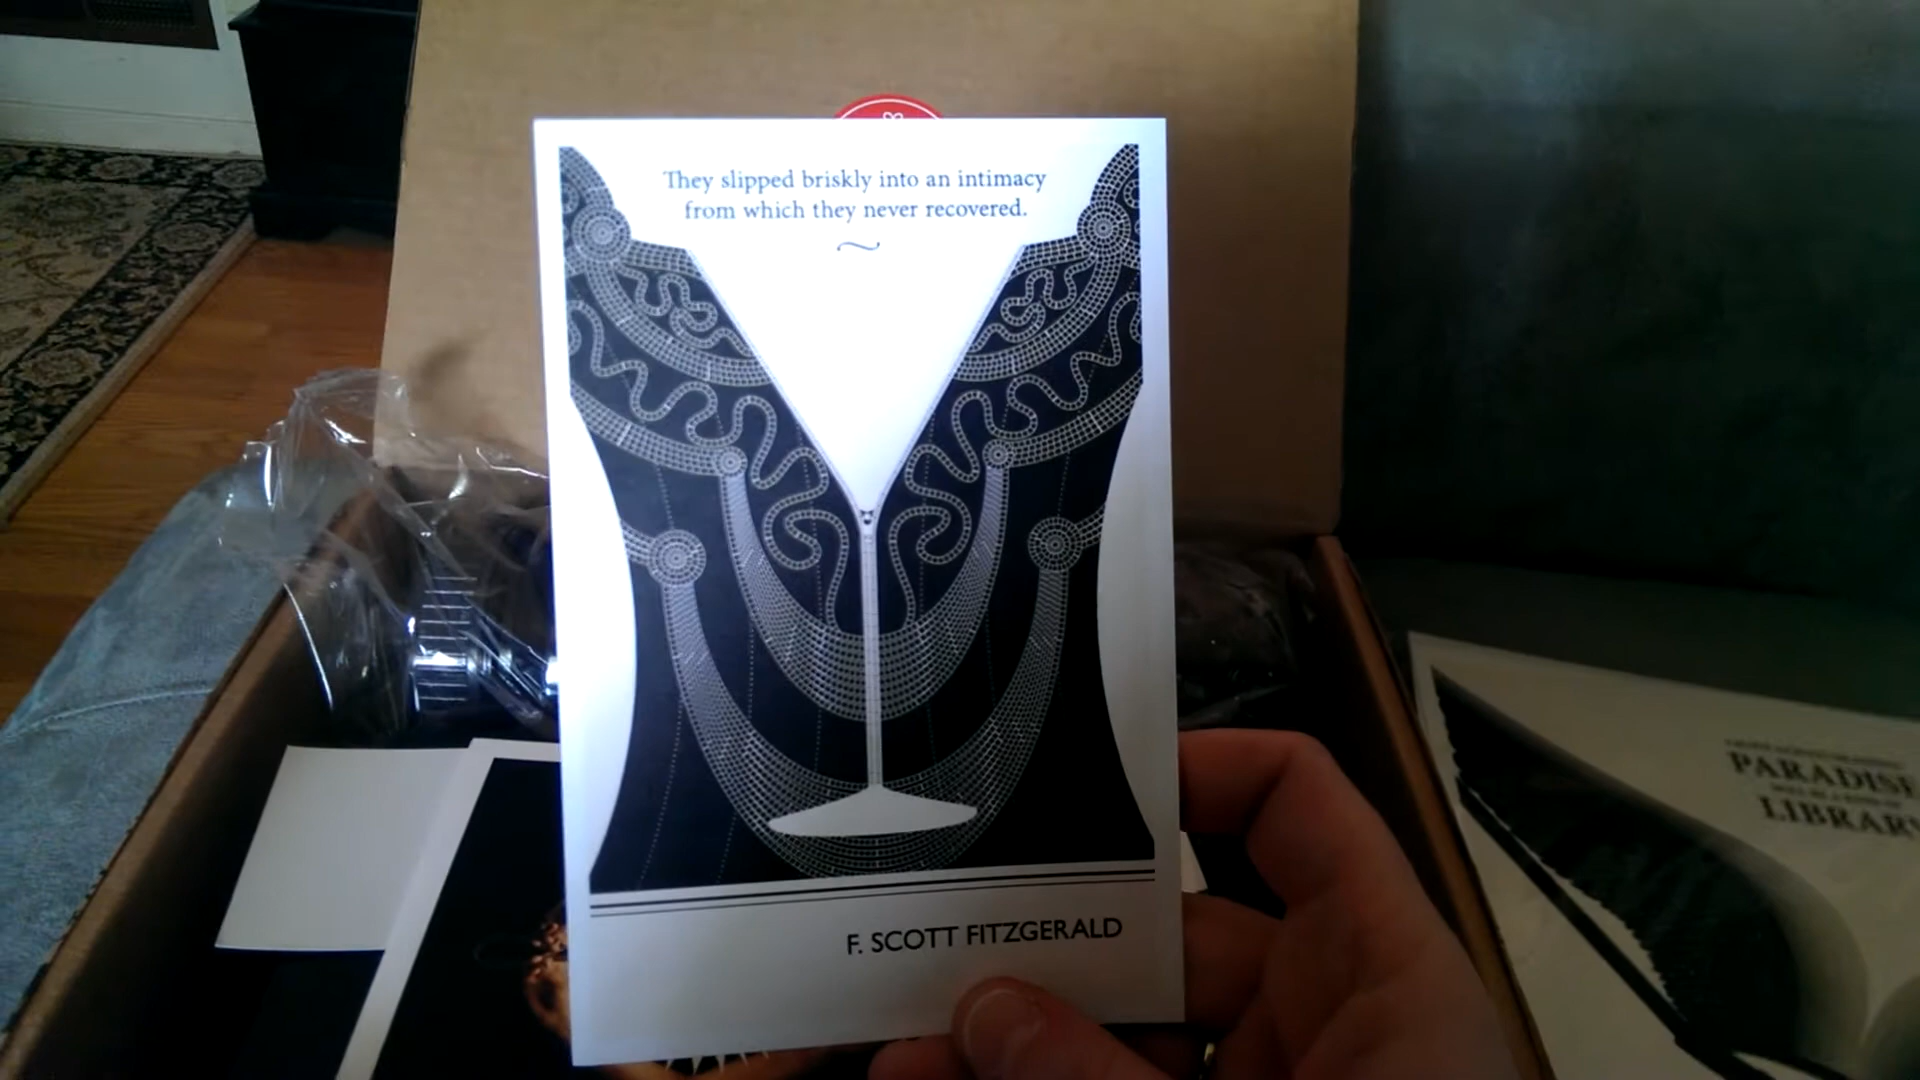 They slipped briskly into an intimacy
from which they never recovered.
F. SCOTT FITZGERALD
PARADISE
LIBRARY